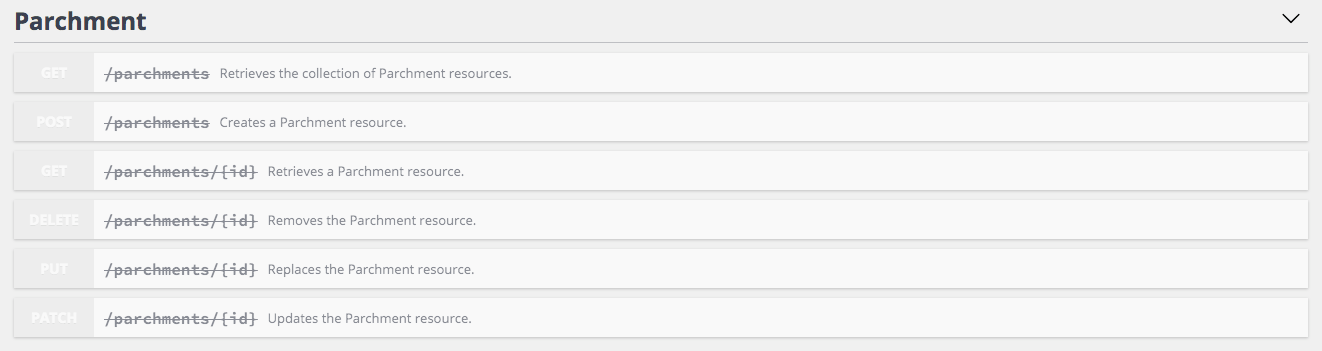 Parchment
GET /parchments Retrieves the collection of Parchment resources.
POST /parchments Creates a Parchment resource.
GET /parchments/{id} Retrieves a Parchment resource.
DELETE /parchments/{id} Removes the Parchment resource.
PUT /parchments/{id} Replaces the Parchment resource.
PATCH /parchments/{id} Updates the Parchment resource.